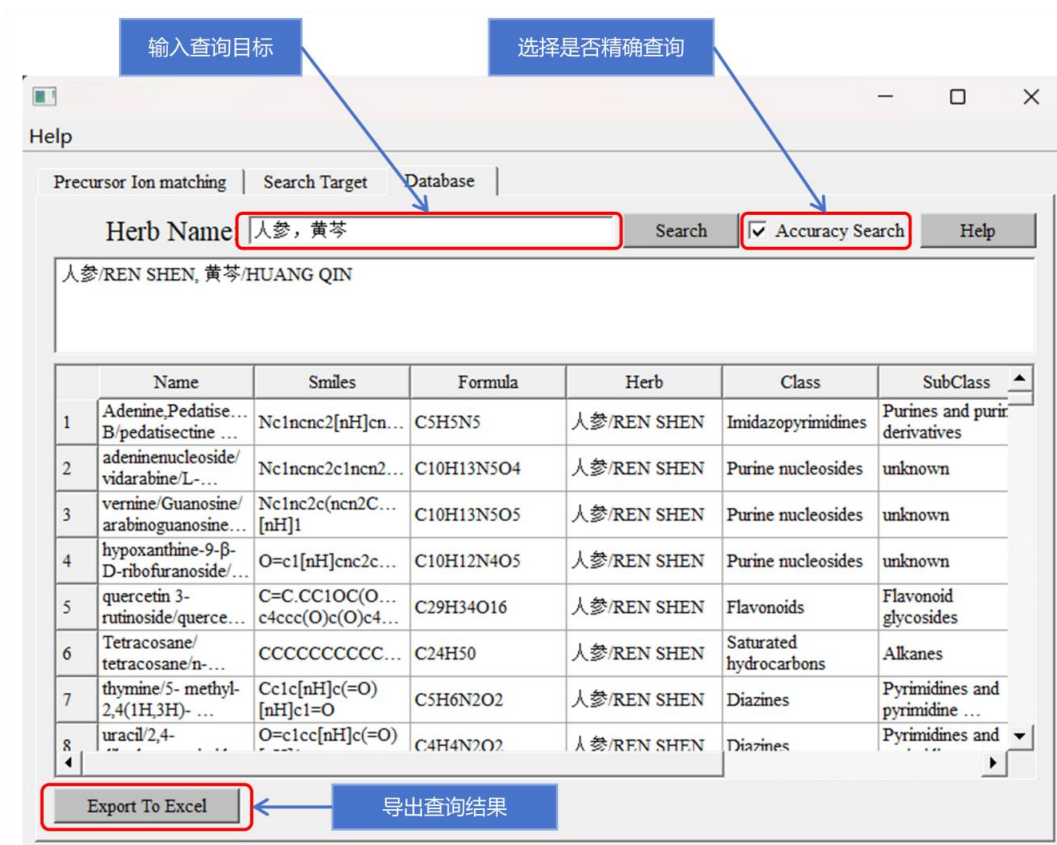 输入查询目标
选择是否精确查询
Help
Precursor Ion matching
Search Target
Database
Herb Name:
人参，黄芩
Search
Accuracy Search
Help
人参/REN SHEN, 黄芩/HUANG QIN
Name Smiles Formula Herb Class SubClass
1 Adenine,Pedatise... B/pedatisectine ... Nc1ncnc2[nH]cn... C5H5N5 人参/REN SHEN Imidazopyrimidines Purines and purin derivatives
2 adeninenucleoside/ vidarabine/L-... Nc1ncnc2c1ncn2... C10H13N5O4 人参/REN SHEN Purine nucleosides unknown
3 vernine/Guanosine/ arabinoguanosine... Nc1nc2c(ncn2C... [nH]1 C10H13N5O5 人参/REN SHEN Purine nucleosides unknown
4 hypoxanthine-9-β- D-ribofuranoside/... O=c1[nH]cnc2c... C10H12N4O5 人参/REN SHEN Purine nucleosides unknown
5 quercetin 3- rutinoside/querce... C=C.CC1OC(O... c4ccc(O)c(O)c4... C29H34O16 人参/REN SHEN Flavonoids Flavonoid glycosides
6 Tetracosane/ tetracosane/n-... CCCCCCCCCC... C24H50 人参/REN SHEN Saturated hydrocarbons Alkanes
7 thymine/5- methyl- 2,4(1H,3H)- ... Cc1c[nH]c(=O) [nH]c1=O C5H6N2O2 人参/REN SHEN Diazines Pyrimidines and pyrimidine ...
8 uracil/2,4- O=c1cc[nH]c(=O) C4H4N2O2 人参/REN SHEN Diazines Pyrimidines and
Export To Excel
导出查询结果